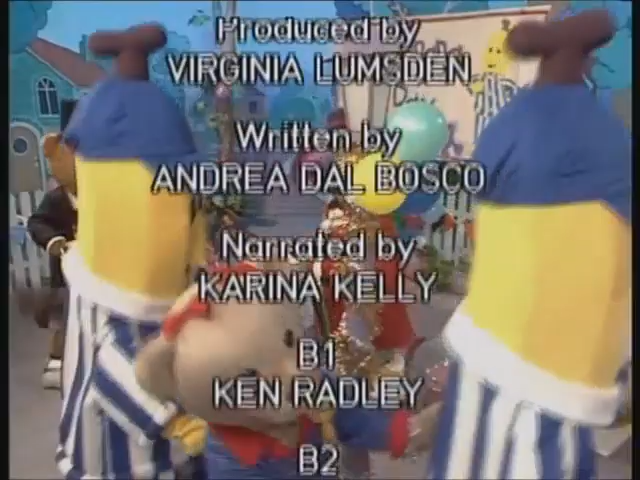 Produced by
VIRGINIA LUMSDEN
Written by
ANDREA DAL BOSCO
Narrated by
KARINA KELLY
B1
KEN RADLEY
B2